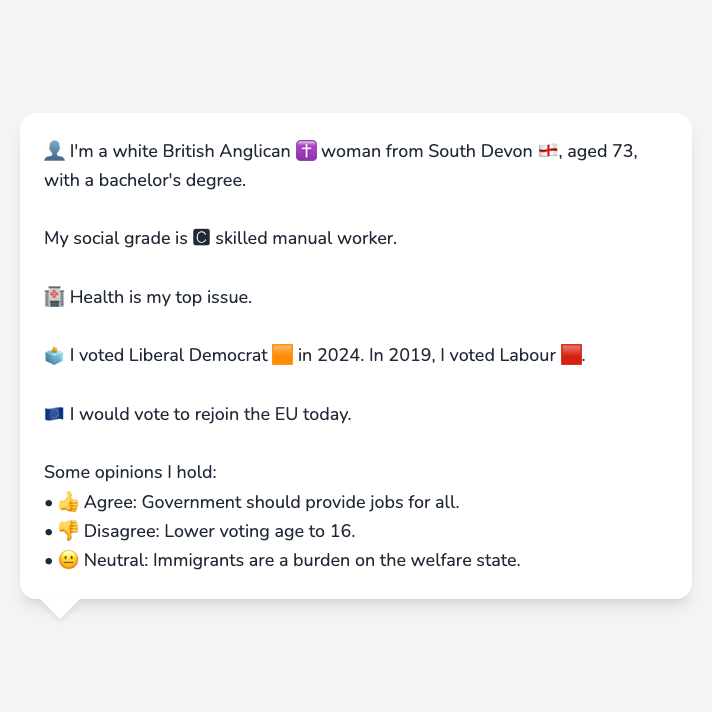 👤 I'm a white British Anglican ✝️ woman from South Devon 🏴󠁧󠁢󠁥󠁮󠁧󠁿, aged 73,
with a bachelor's degree.
My social grade is 🅲 skilled manual worker.
🏥 Health is my top issue.
🗳️ I voted Liberal Democrat 🟧 in 2024. In 2019, I voted Labour 🟥.
🇪🇺 I would vote to rejoin the EU today.
Some opinions I hold:
• 👍 Agree: Government should provide jobs for all.
• 👎 Disagree: Lower voting age to 16.
• 😐 Neutral: Immigrants are a burden on the welfare state.